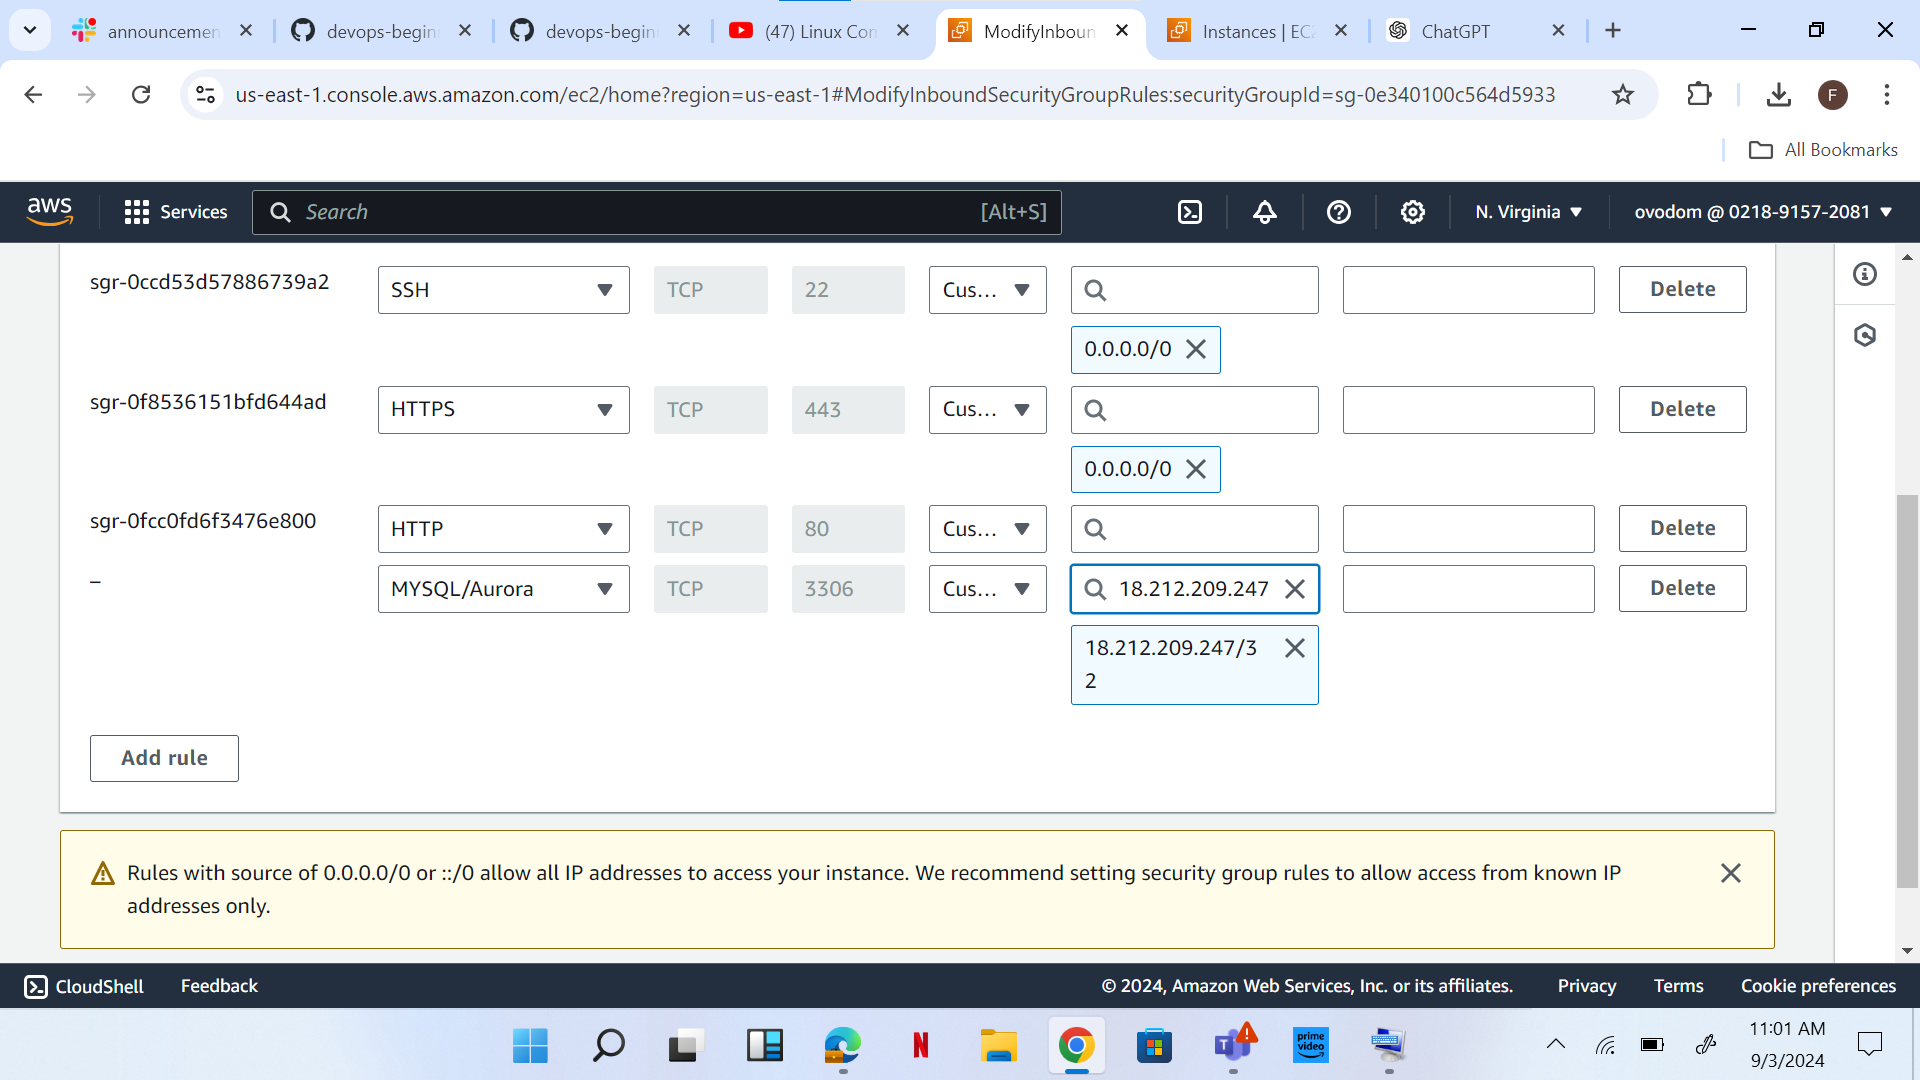 announcemen
devops-begin
devops-begin
(47) Linux Con
ModifyInboun
Instances | EC2
ChatGPT
us-east-1.console.aws.amazon.com/ec2/home?region=us-east-1#ModifyInboundSecurityGroupRules:securityGroupId=sg-0e340100c564d5933
F
All Bookmarks
aws
Services
Search
[Alt+S]
N. Virginia
ovodom @ 0218-9157-2081
sgr-0ccd53d57886739a2
SSH
TCP
22
Cus...
Delete
0.0.0.0/0
sgr-0f8536151bfd644ad
HTTPS
TCP
443
Cus...
Delete
0.0.0.0/0
sgr-0fcc0fd6f3476e800
HTTP
TCP
80
Cus...
Delete
–
MYSQL/Aurora
TCP
3306
Cus...
18.212.209.247
Delete
18.212.209.247/3
2
Add rule
Rules with source of 0.0.0.0/0 or ::/0 allow all IP addresses to access your instance. We recommend setting security group rules to allow access from known IP
addresses only.
CloudShell
Feedback
© 2024, Amazon Web Services, Inc. or its affiliates.
Privacy
Terms
Cookie preferences
N
T
prime
video
11:01 AM
9/3/2024